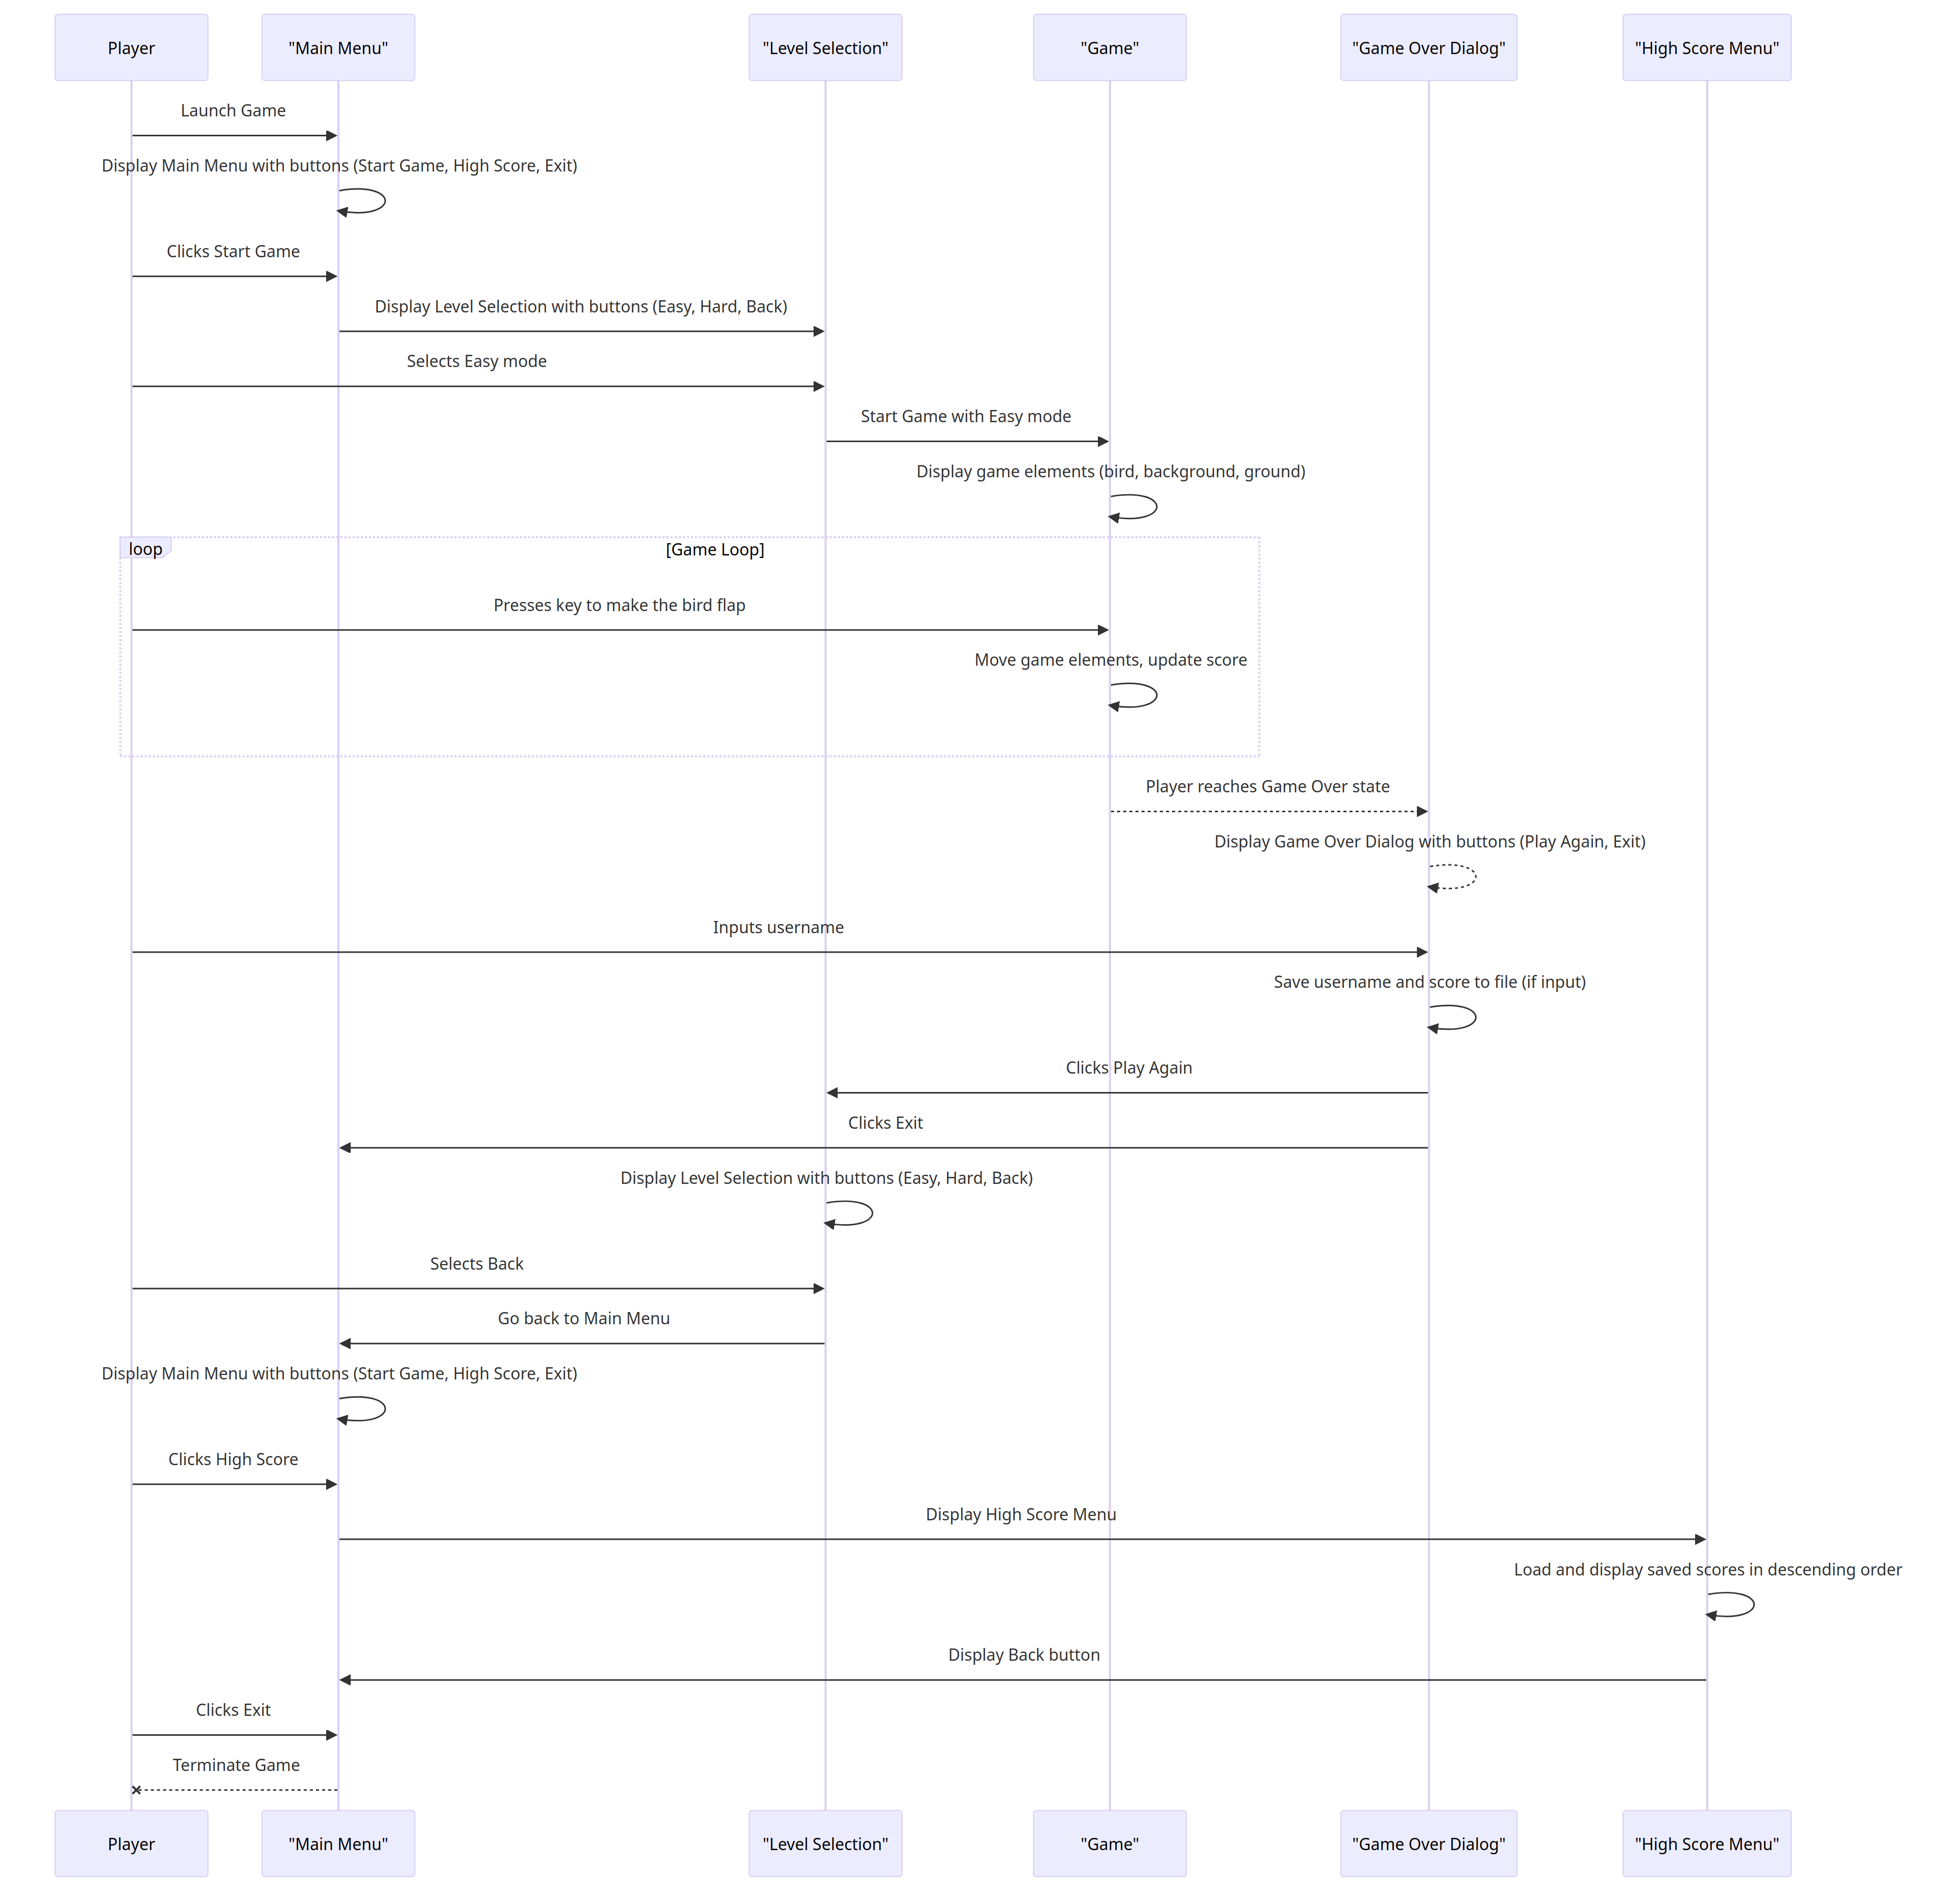 Player
"Main Menu"
"Level Selection"
"Game"
"Game Over Dialog"
"High Score Menu"
Launch Game
Display Main Menu with buttons (Start Game, High Score, Exit)
Clicks Start Game
Display Level Selection with buttons (Easy, Hard, Back)
Selects Easy mode
Start Game with Easy mode
Display game elements (bird, background, ground)
loop
[Game Loop]
Presses key to make the bird flap
Move game elements, update score
Player reaches Game Over state
Display Game Over Dialog with buttons (Play Again, Exit)
Inputs username
Save username and score to file (if input)
Clicks Play Again
Clicks Exit
Display Level Selection with buttons (Easy, Hard, Back)
Selects Back
Go back to Main Menu
Display Main Menu with buttons (Start Game, High Score, Exit)
Clicks High Score
Display High Score Menu
Load and display saved scores in descending order
Display Back button
Clicks Exit
Terminate Game
Player
"Main Menu"
"Level Selection"
"Game"
"Game Over Dialog"
"High Score Menu"